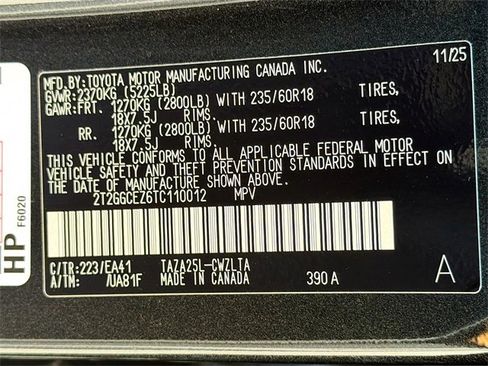 MFD.BY:TOYOTA MOTOR MANUFACTURING CANADA INC. 11/25
GVWR:2370KG (5225LB)
GAWR:FRT. 1270KG (2800LB) WITH 235/60R18 TIRES,
18X7.5J RIMS.
RR. 1270KG (2800LB) WITH 235/60R18 TIRES,
18X7.5J RIMS.
THIS VEHICLE CONFORMS TO ALL APPLICABLE FEDERAL MOTOR
VEHICLE SAFETY AND THEFT PREVENTION STANDARDS IN EFFECT
ON THE DATE OF MANUFACTURE SHOWN ABOVE.
2T2GGCEZ6TC110012 MPV
C/TR:223/EA41 TAZA25L-CWZLTA
A/TM: /UA81F MADE IN CANADA 390A A
HP F6020